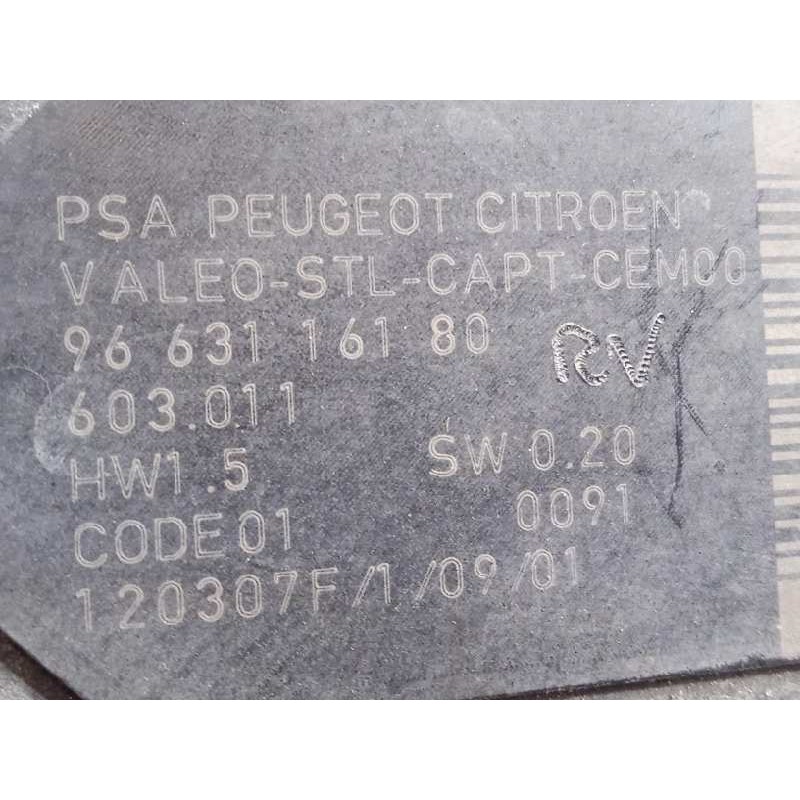 PSA PEUGEOT CITROEN
VALEO-STL-CAPT-CEM00
96 631 161 80
RV
603.011
HW1.5 SW 0.20
CODE01 0091
120307F/1/09/01